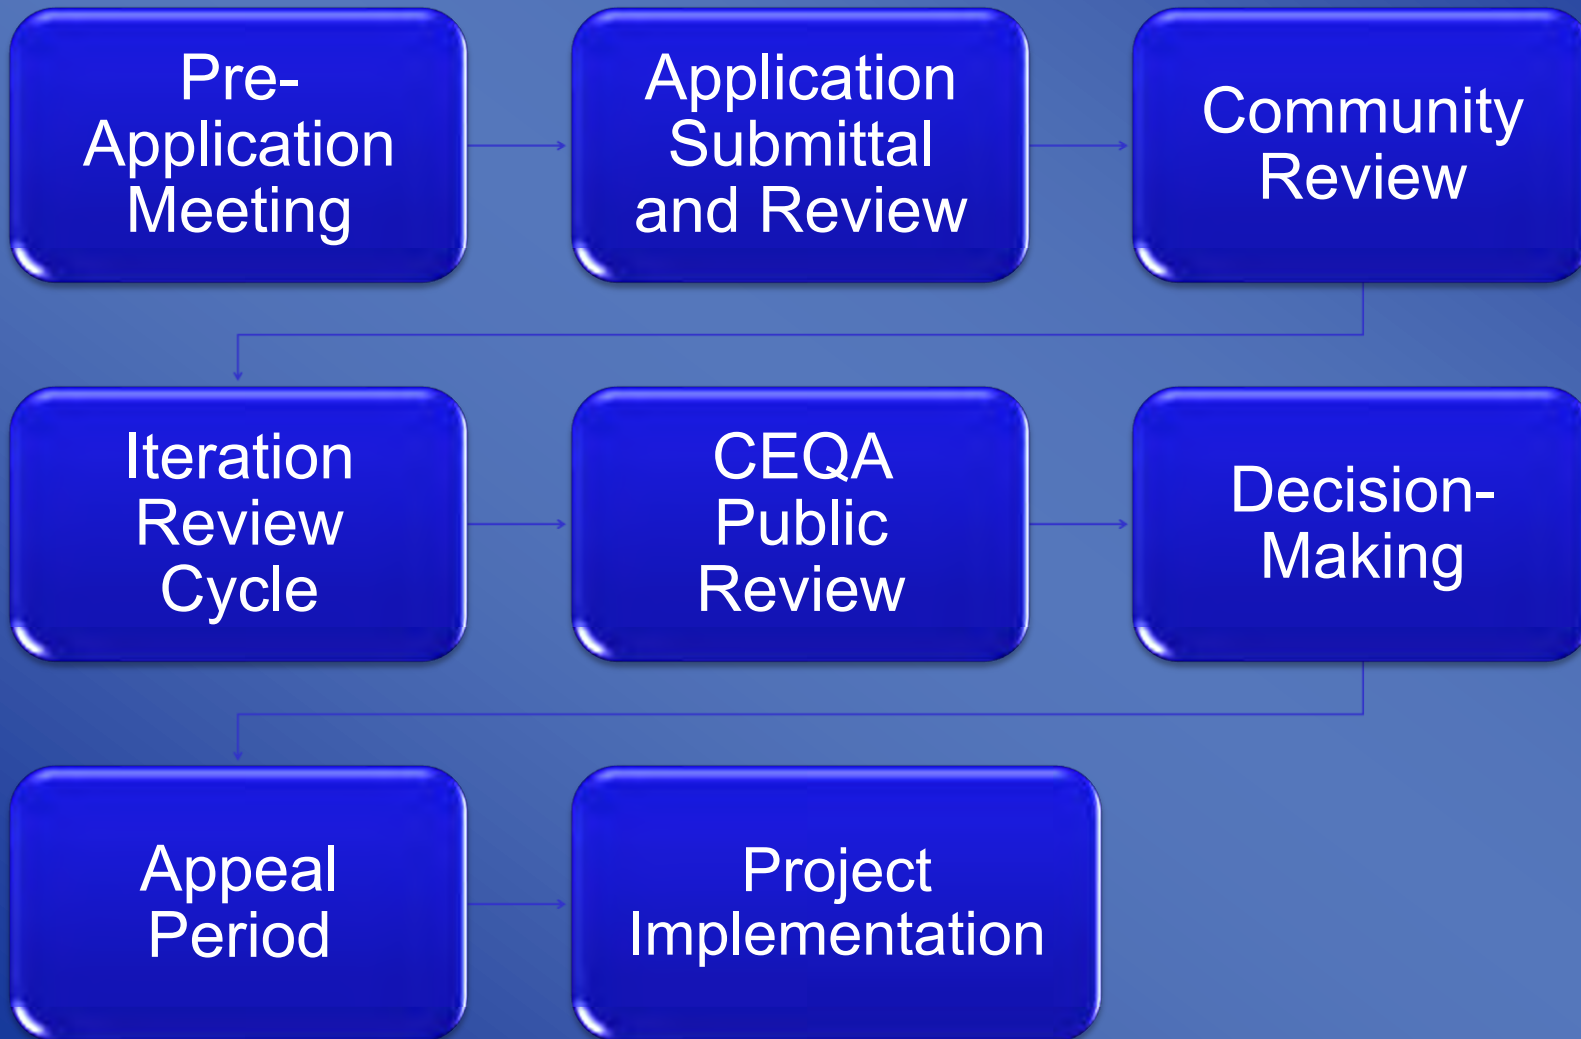 Pre-
Application
Meeting
Application
Submittal
and Review
Community
Review
Iteration
Review
Cycle
CEQA
Public
Review
Decision-
Making
Appeal
Period
Project
Implementation